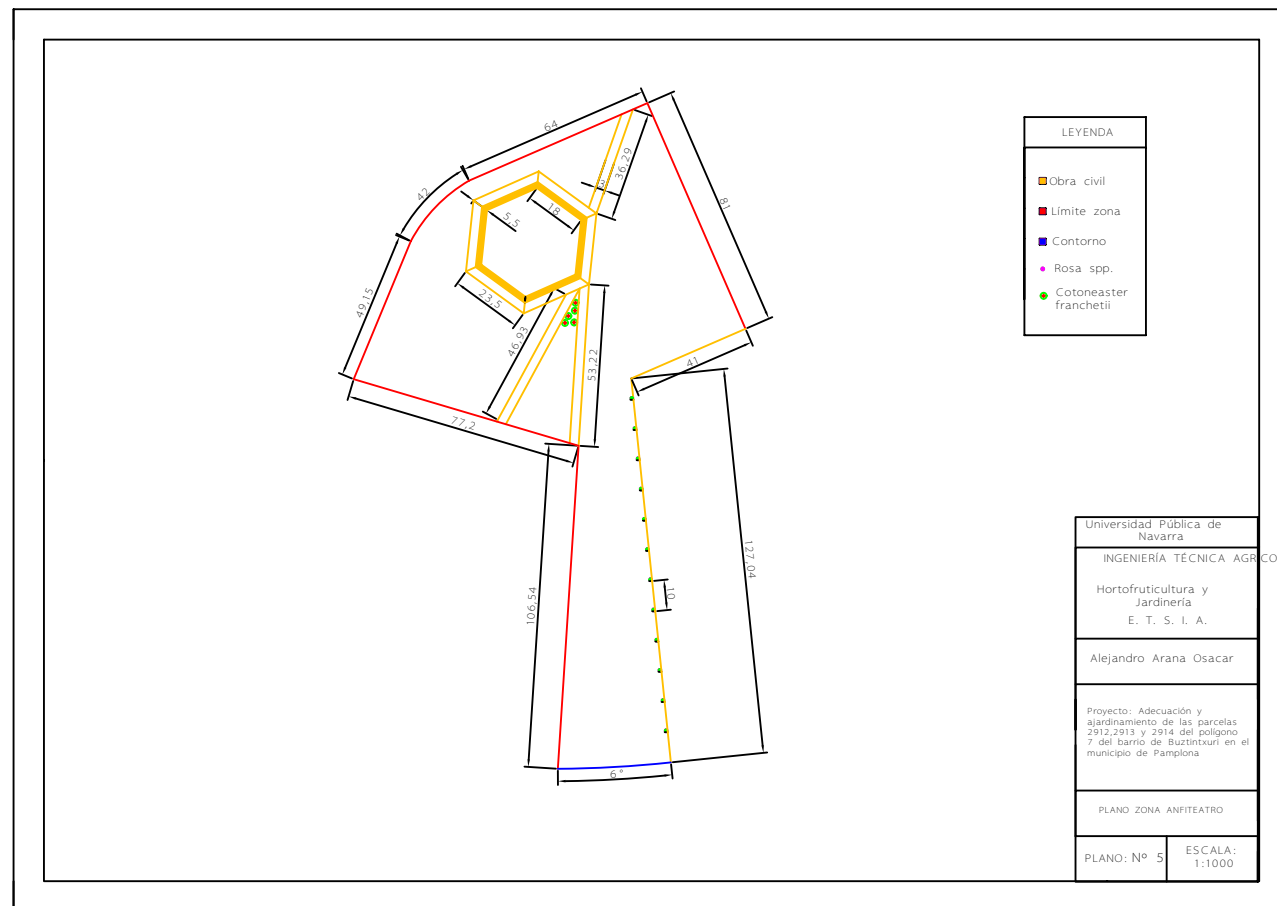 64
42
36,29
3
18
5,5
81
49,15
23,5
46,93
53,22
41
77,2
127,04
10
106,54
6°
LEYENDA
Obra civil
Límite zona
Contorno
Rosa spp.
Cotoneaster
franchetii
Universidad Pública de
Navarra
INGENIERÍA TÉCNICA AGRICO
Hortofruticultura y
Jardinería
E. T. S. I. A.
Alejandro Arana Osacar
Proyecto: Adecuación y
ajardinamiento de las parcelas
2912,2913 y 2914 del polígono
7 del barrio de Buztintxuri en el
municipio de Pamplona
PLANO ZONA ANFITEATRO
PLANO: Nº 5
ESCALA:
1:1000